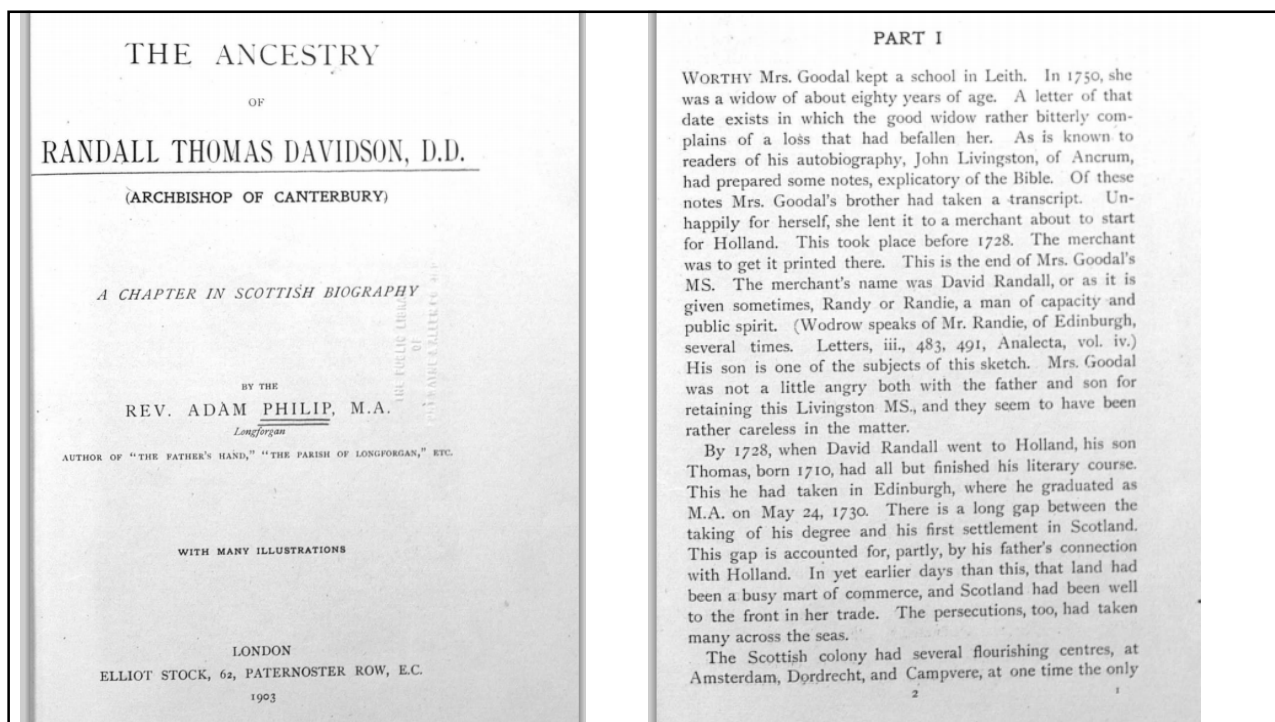 THE ANCESTRY
OF
RANDALL THOMAS DAVIDSON, D.D.
(ARCHBISHOP OF CANTERBURY)
A CHAPTER IN SCOTTISH BIOGRAPHY
BY THE
REV. ADAM PHILIP, M.A.
Longforgan
AUTHOR OF "THE FATHER'S HAND," "THE PARISH OF LONGFORGAN," ETC.
WITH MANY ILLUSTRATIONS
LONDON
ELLIOT STOCK, 62, PATERNOSTER ROW, E.C.
1903
PART I
WORTHY Mrs. Goodal kept a school in Leith. In 1750, she
was a widow of about eighty years of age. A letter of that
date exists in which the good widow rather bitterly com-
plains of a loss that had befallen her. As is known to
readers of his autobiography, John Livingston, of Ancrum,
had prepared some notes, explicatory of the Bible. Of these
notes Mrs. Goodal's brother had taken a transcript. Un-
happily for herself, she lent it to a merchant about to start
for Holland. This took place before 1728. The merchant
was to get it printed there. This is the end of Mrs. Goodal's
MS. The merchant's name was David Randall, or as it is
given sometimes, Randy or Randie, a man of capacity and
public spirit. (Wodrow speaks of Mr. Randie, of Edinburgh,
several times. Letters, iii., 483, 491, Analecta, vol. iv.)
His son is one of the subjects of this sketch. Mrs. Goodal
was not a little angry both with the father and son for
retaining this Livingston MS., and they seem to have been
rather careless in the matter.
By 1728, when David Randall went to Holland, his son
Thomas, born 1710, had all but finished his literary course.
This he had taken in Edinburgh, where he graduated as
M.A. on May 24, 1730. There is a long gap between the
taking of his degree and his first settlement in Scotland.
This gap is accounted for, partly, by his father's connection
with Holland. In yet earlier days than this, that land had
been a busy mart of commerce, and Scotland had been well
to the front in her trade. The persecutions, too, had taken
many across the seas.
The Scottish colony had several flourishing centres, at
Amsterdam, Dordrecht, and Campvere, at one time the only
2 1